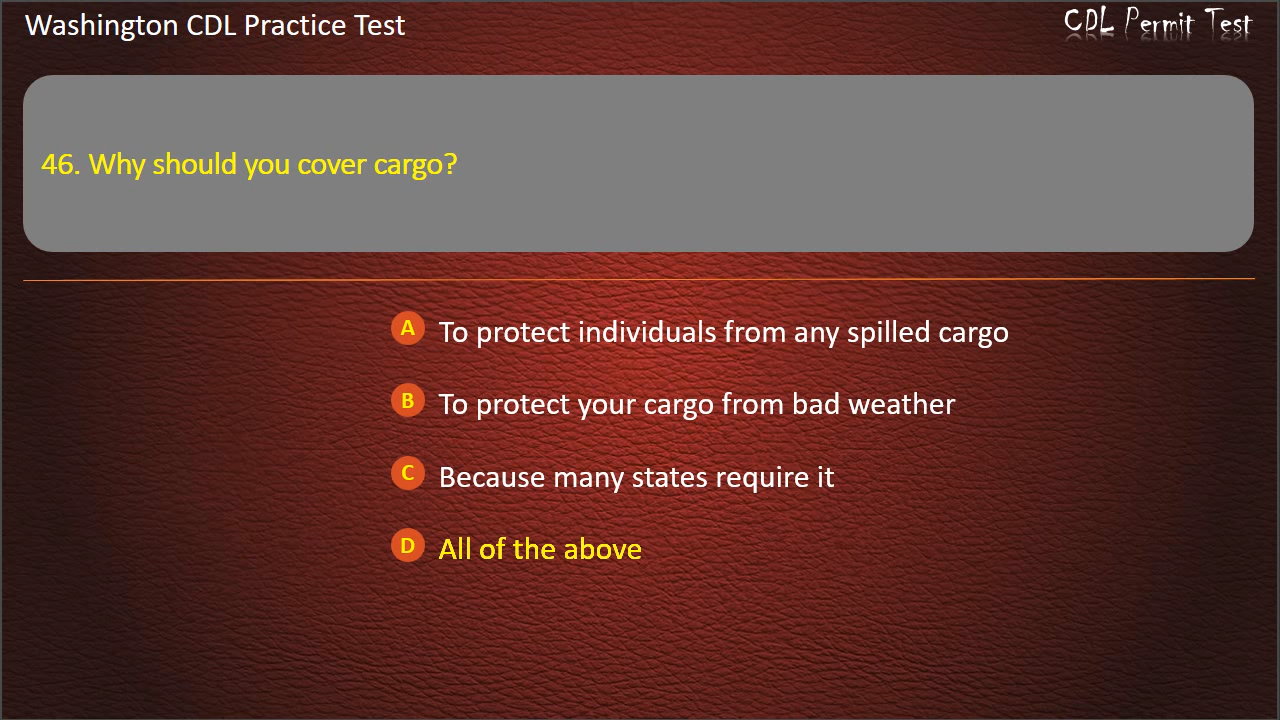 Washington CDL Practice Test
CDL Permit Test
46. Why should you cover cargo?
A To protect individuals from any spilled cargo
B To protect your cargo from bad weather
C Because many states require it
D All of the above